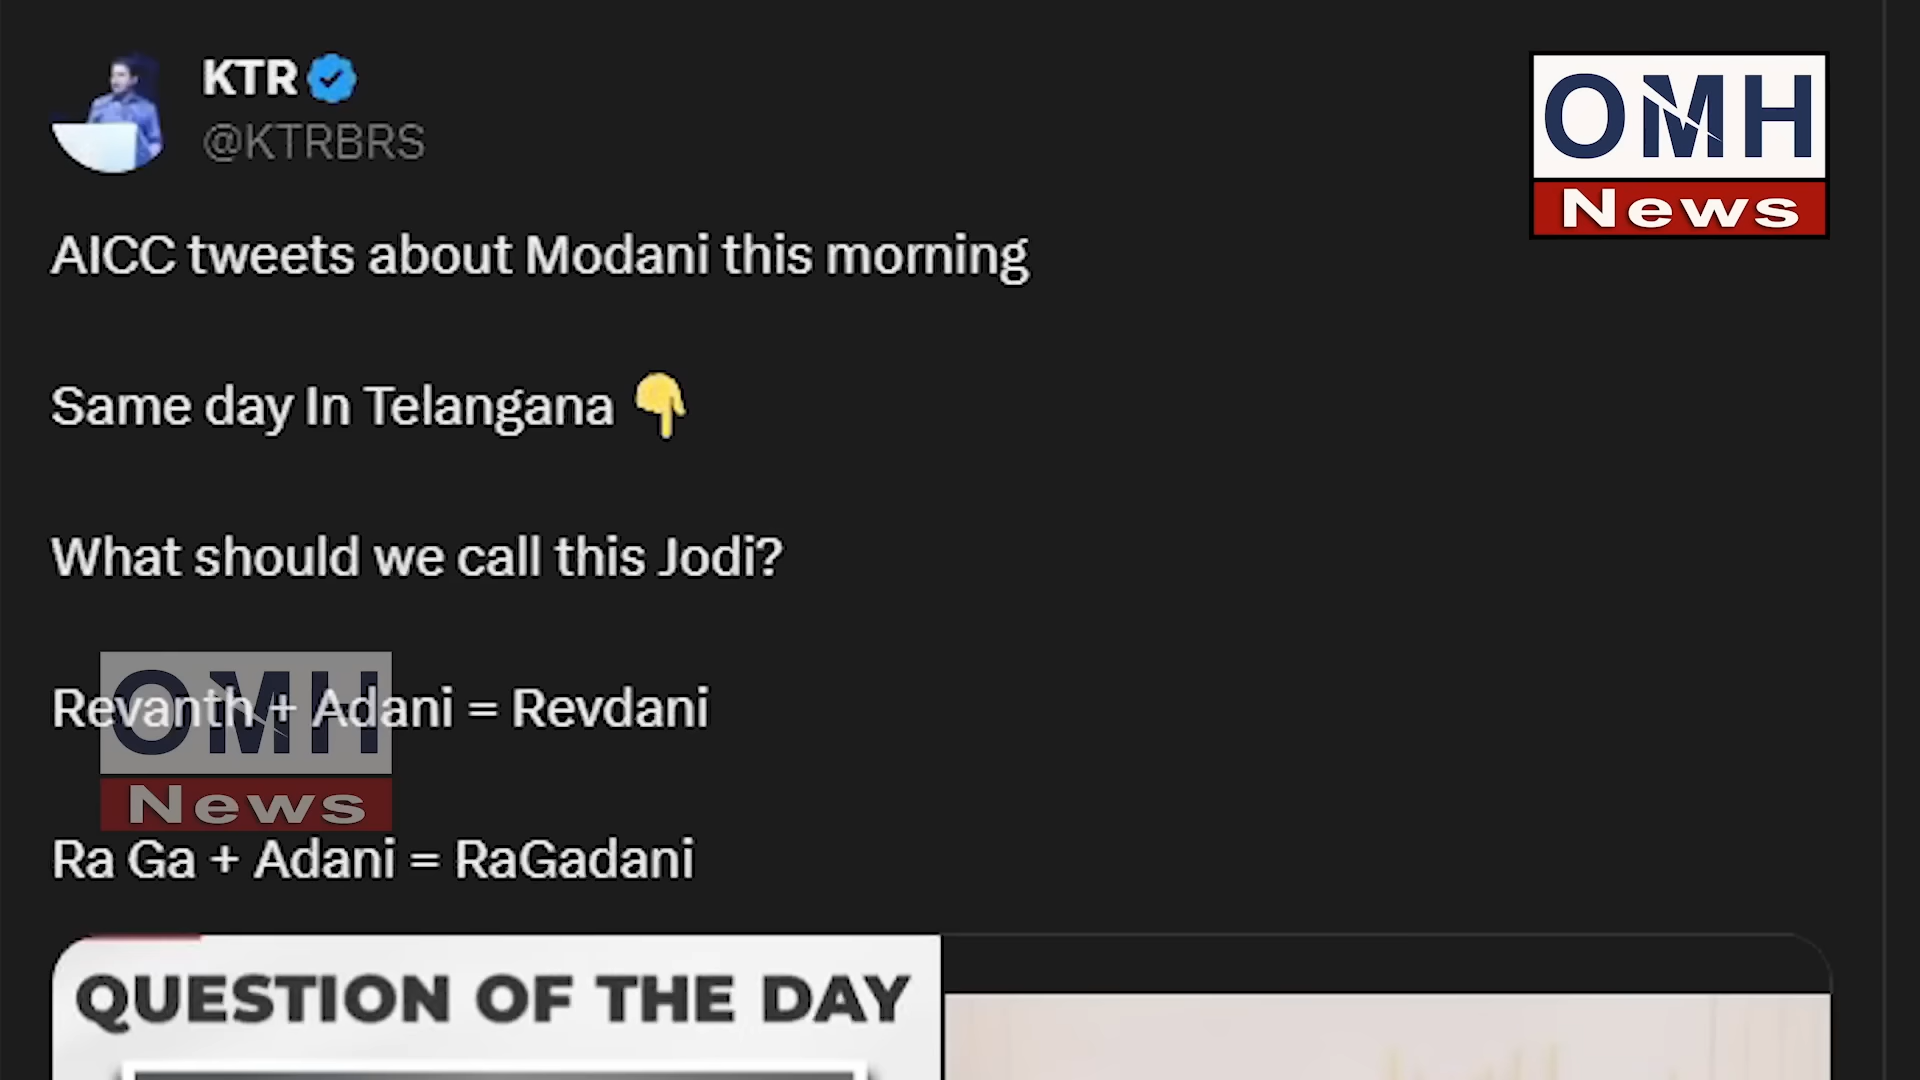 KTR
@KTRBRS
OMH
News
AICC tweets about Modani this morning
Same day In Telangana 👇
What should we call this Jodi?
Revanth + Adani = Revdani
OMH
News
Ra Ga + Adani = RaGadani
QUESTION OF THE DAY